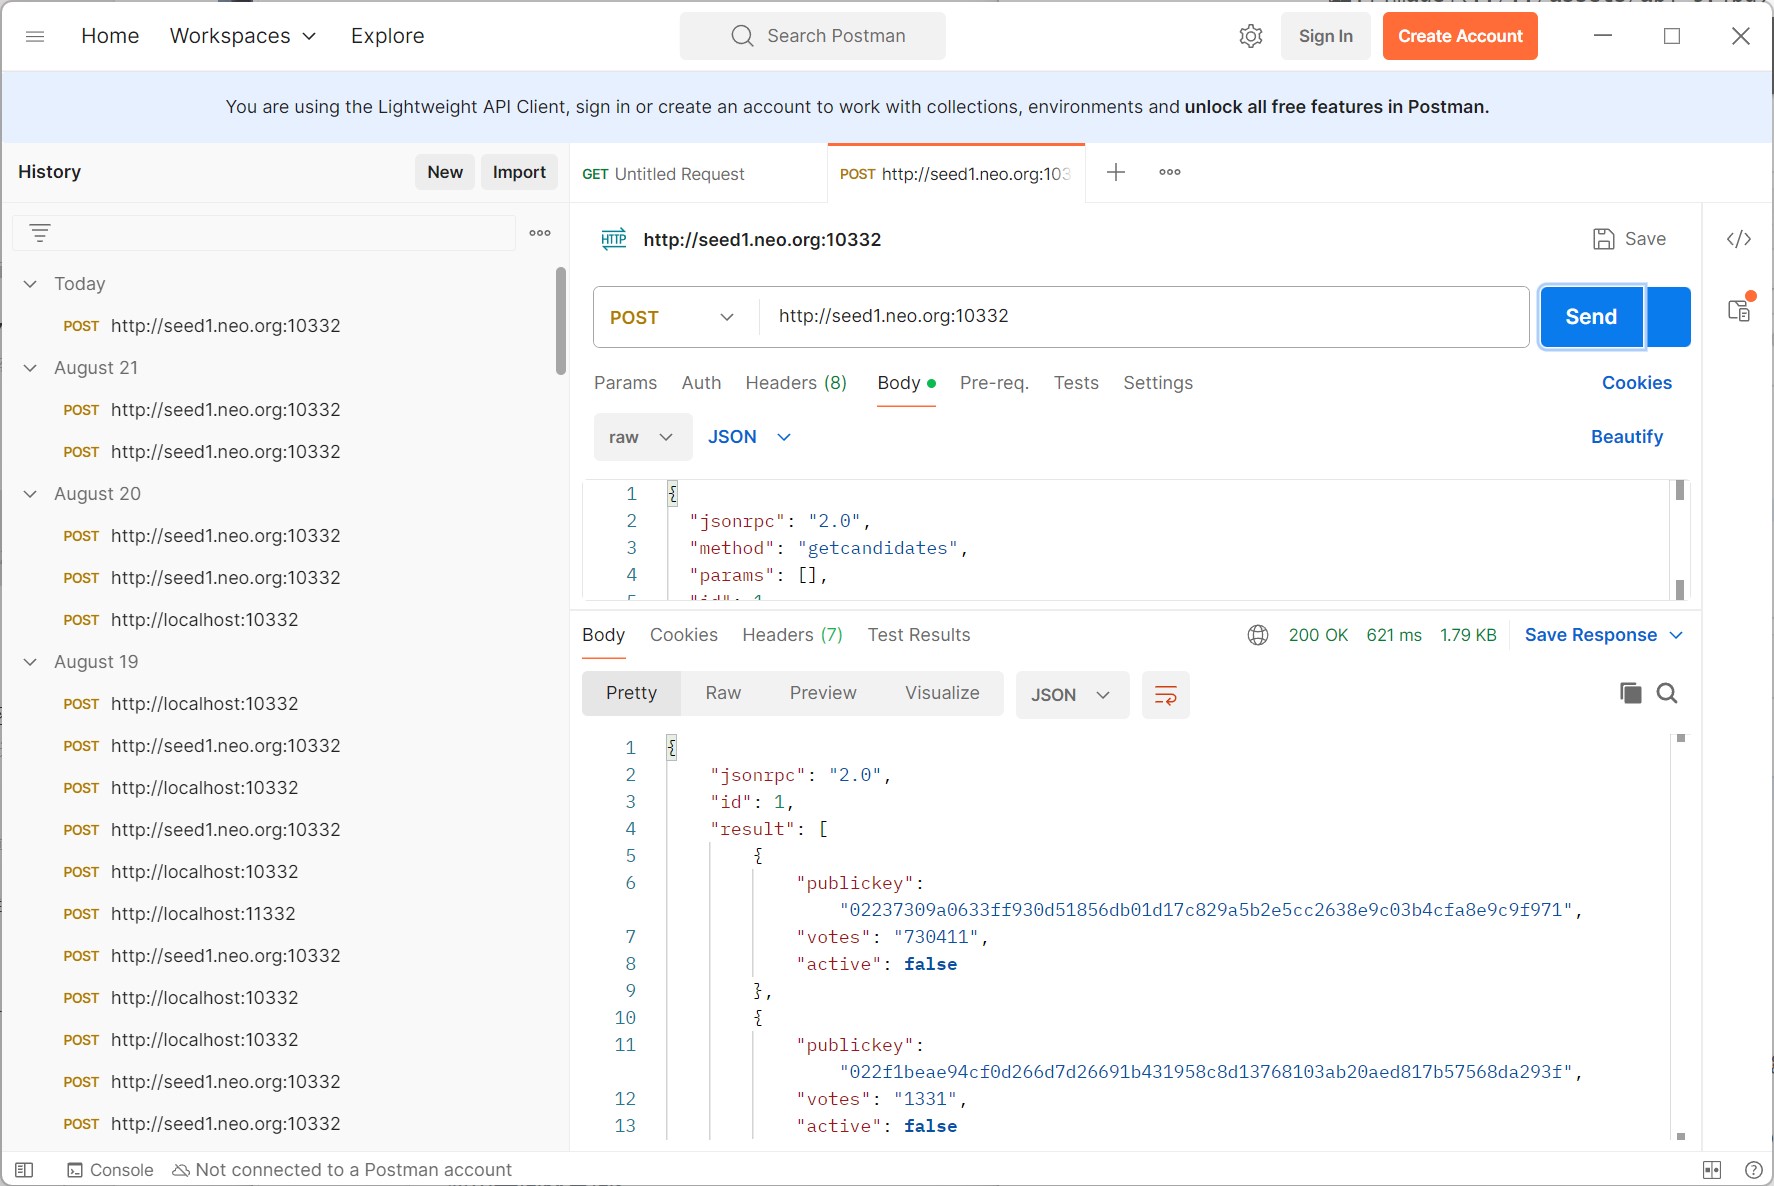 Home
Workspaces
Explore
Search Postman
Sign In
Create Account
You are using the Lightweight API Client, sign in or create an account to work with collections, environments and unlock all free features in Postman.
History
New
Import
GET Untitled Request
POST http://seed1.neo.org:103
HTTP http://seed1.neo.org:10332
Save
Today
POST http://seed1.neo.org:10332
August 21
POST http://seed1.neo.org:10332
POST http://seed1.neo.org:10332
August 20
POST http://seed1.neo.org:10332
POST http://seed1.neo.org:10332
POST http://localhost:10332
August 19
POST http://localhost:10332
POST http://seed1.neo.org:10332
POST http://localhost:10332
POST http://seed1.neo.org:10332
POST http://localhost:10332
POST http://localhost:11332
POST http://seed1.neo.org:10332
POST http://localhost:10332
POST http://localhost:10332
POST http://seed1.neo.org:10332
POST http://seed1.neo.org:10332
POST
http://seed1.neo.org:10332
Send
Params Auth Headers (8) Body Pre-req. Tests Settings
Cookies
raw
JSON
Beautify
1 {
2 "jsonrpc": "2.0",
3 "method": "getcandidates",
4 "params": [],
5 "id": 1
Body Cookies Headers (7) Test Results
200 OK 621 ms 1.79 KB Save Response
Pretty Raw Preview Visualize JSON
1 {
2 "jsonrpc": "2.0",
3 "id": 1,
4 "result": [
5 {
6 "publickey":
"02237309a0633ff930d51856db01d17c829a5b2e5cc2638e9c03b4cfa8e9c9f971",
7 "votes": "730411",
8 "active": false
9 },
10 {
11 "publickey":
"022f1beae94cf0d266d7d26691b431958c8d13768103ab20aed817b57568da293f",
12 "votes": "1331",
13 "active": false
Console
Not connected to a Postman account